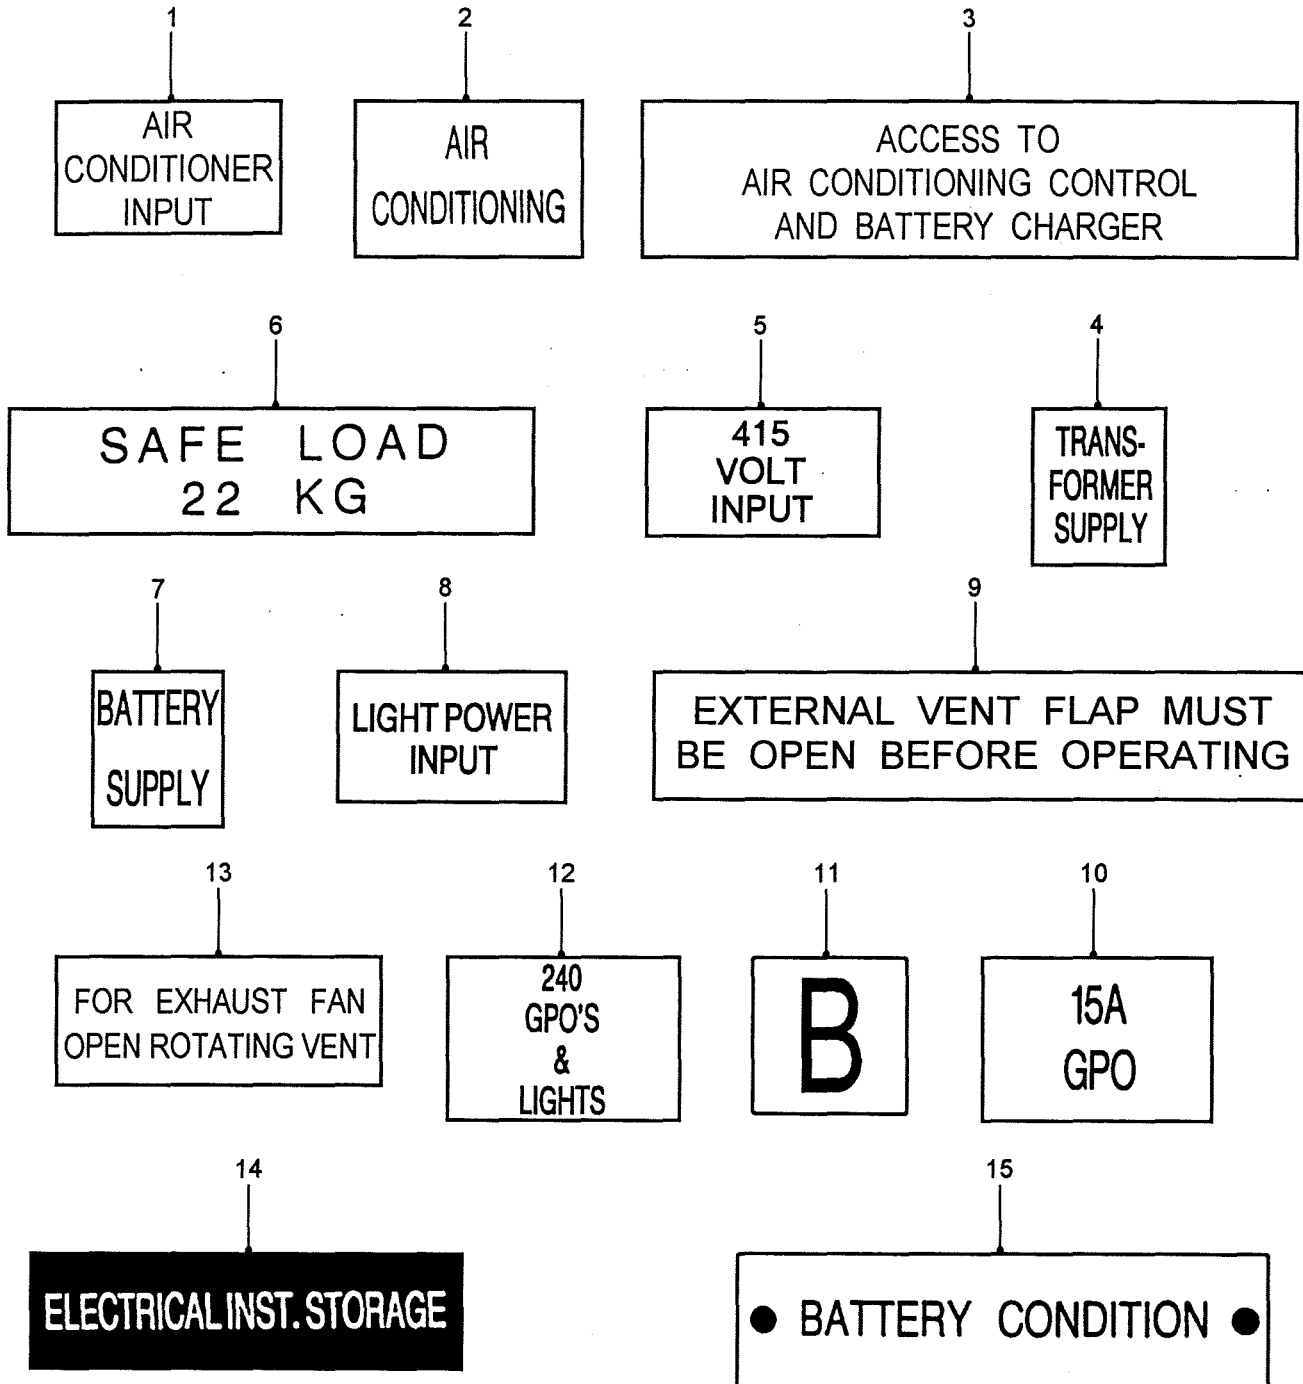 1
AIR
CONDITIONER
INPUT
2
AIR
CONDITIONING
3
ACCESS TO
AIR CONDITIONING CONTROL
AND BATTERY CHARGER
6
SAFE LOAD
22 KG
5
415
VOLT
INPUT
4
TRANS-
FORMER
SUPPLY
7
BATTERY
SUPPLY
8
LIGHT POWER
INPUT
9
EXTERNAL VENT FLAP MUST
BE OPEN BEFORE OPERATING
13
FOR EXHAUST FAN
OPEN ROTATING VENT
12
240
GPO'S
&
LIGHTS
11
B
10
15A
GPO
14
ELECTRICAL INST. STORAGE
15
BATTERY CONDITION